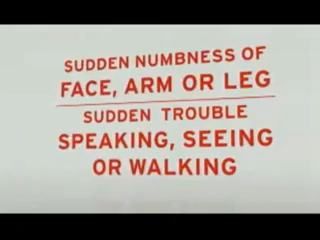 SUDDEN NUMBNESS OF
FACE, ARM OR LEG
SUDDEN TROUBLE
SPEAKING, SEEING
OR WALKING